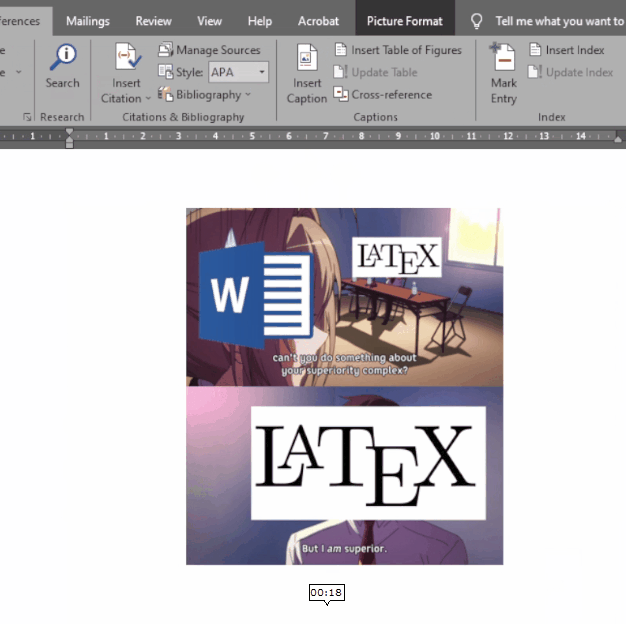 ferences Mailings Review View Help Acrobat Picture Format Tell me what you want to
e Manage Sources Insert Table of Figures Insert Index
e Search Insert Citation Style: APA Insert Caption Update Table Mark Entry Update Index
Bibliography Cross-reference
Research Citations & Bibliography Captions Index
1 1 2 3 4 5 6 7 8 9 10 11 12 13 14
LATEX
W
can't you do something about
your superiority complex?
LATEX
But I am superior.
00:18